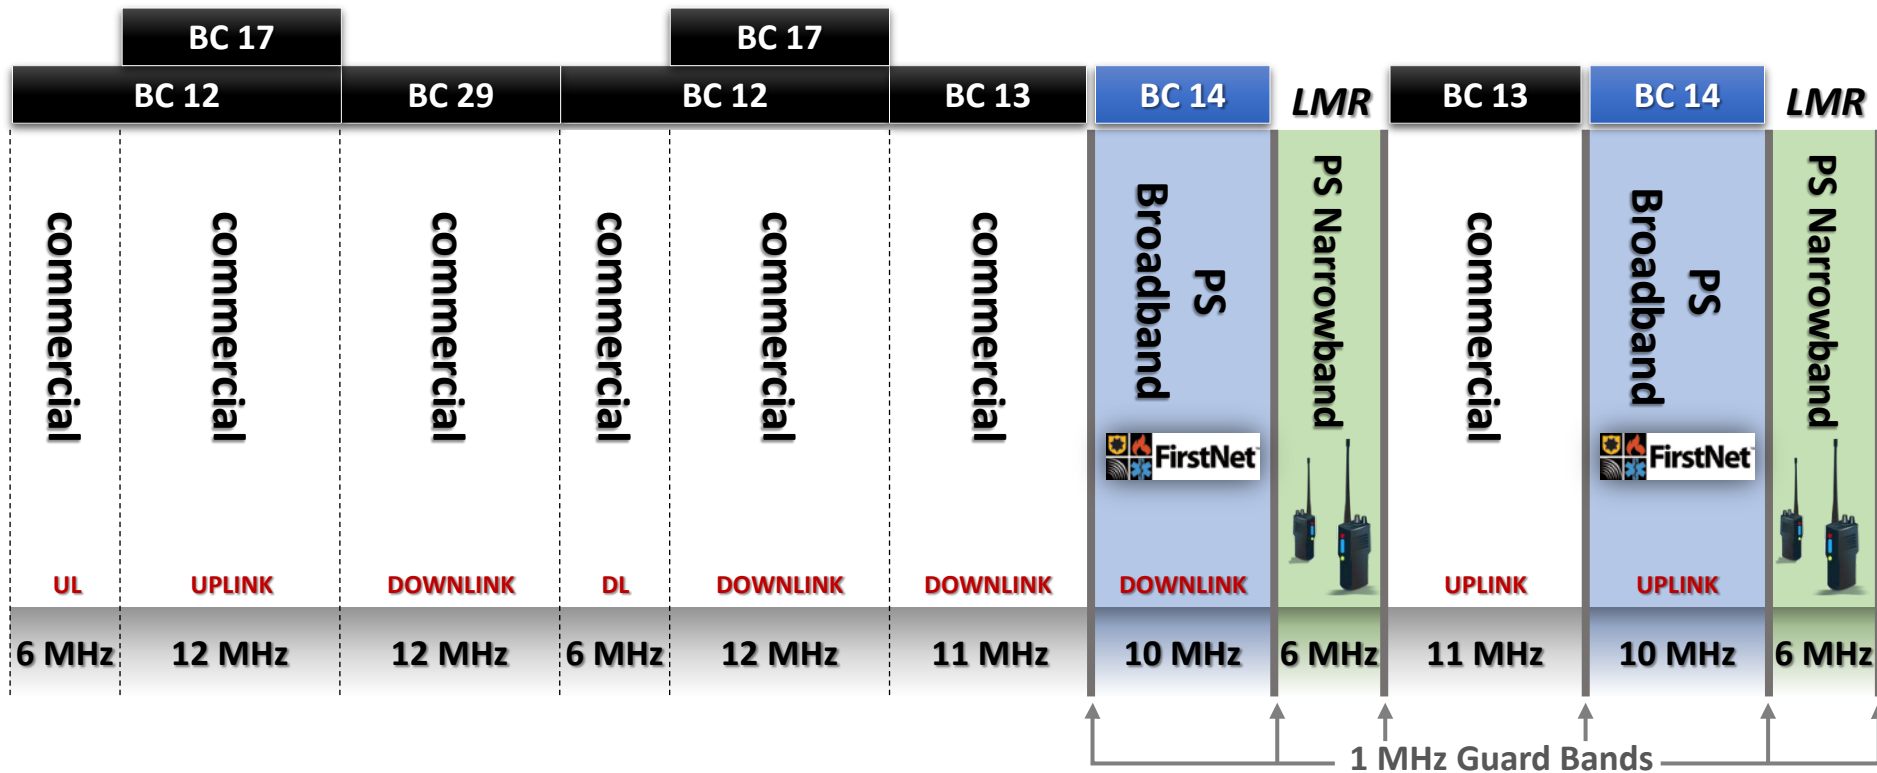 BC 17
BC 17
BC 12
BC 29
BC 12
BC 13
BC 14
LMR
BC 13
BC 14
LMR
commercial
commercial
commercial
commercial
commercial
commercial
PS
Broadband
PS Narrowband
commercial
PS
Broadband
PS Narrowband
FirstNet™
FirstNet™
UL
UPLINK
DOWNLINK
DL
DOWNLINK
DOWNLINK
DOWNLINK
UPLINK
UPLINK
6 MHz
12 MHz
12 MHz
6 MHz
12 MHz
11 MHz
10 MHz
6 MHz
11 MHz
10 MHz
6 MHz
1 MHz Guard Bands